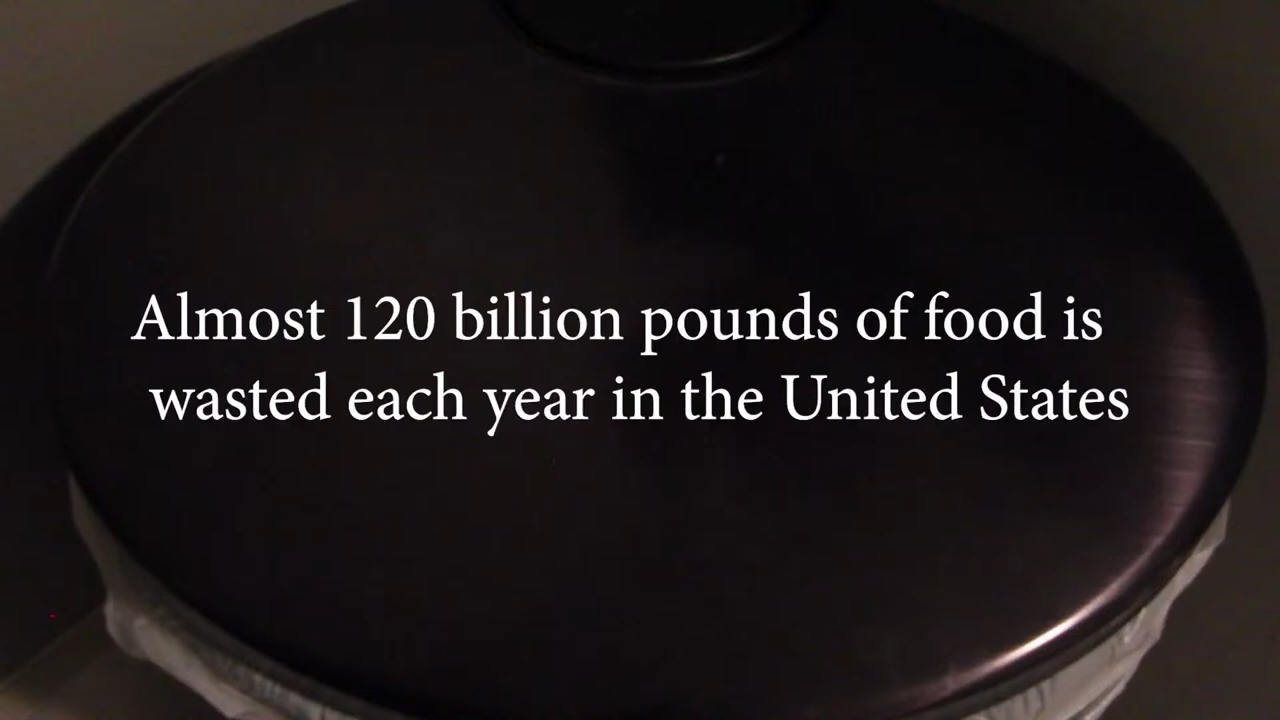 Almost 120 billion pounds of food is
wasted each year in the United States